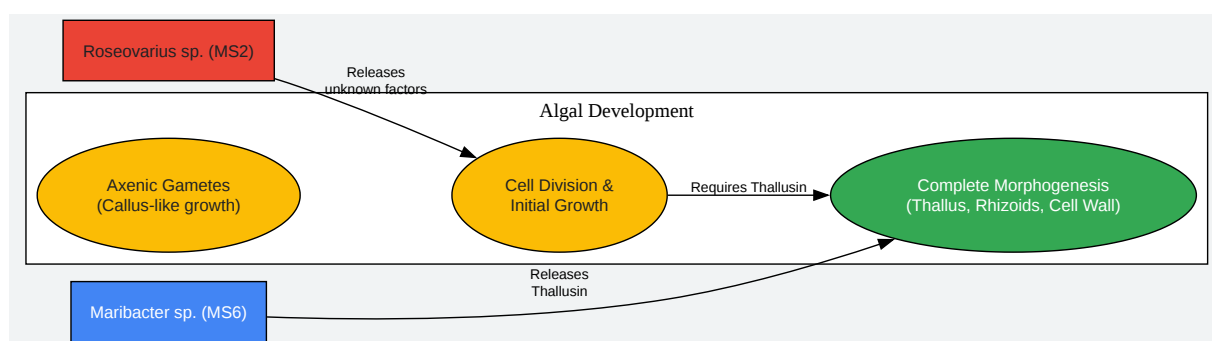 Roseovarius sp. (MS2)
Releases
unknown factors
Algal Development
Axenic Gametes
(Callus-like growth)
Cell Division &
Initial Growth
Requires Thallusin
Complete Morphogenesis
(Thallus, Rhizoids, Cell Wall)
Releases
Thallusin
Maribacter sp. (MS6)